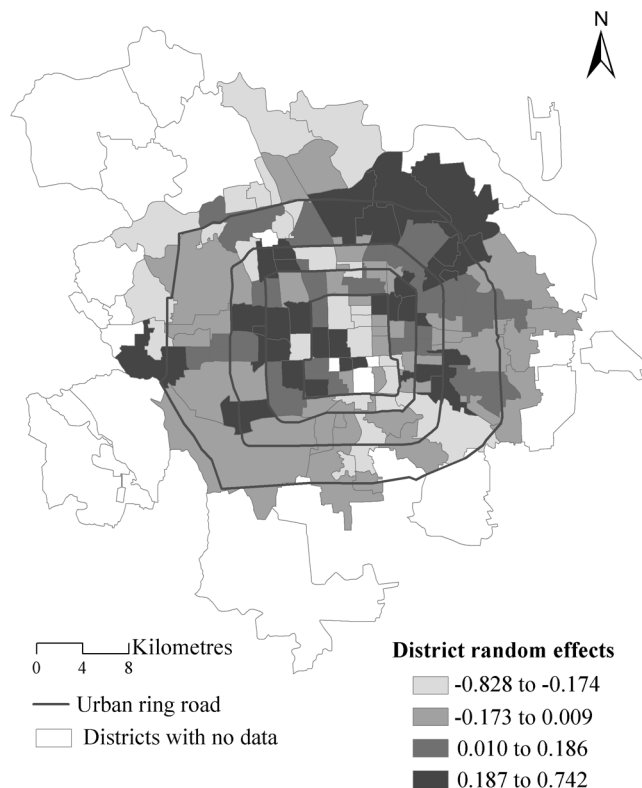 N
Kilometres
0 4 8
Urban ring road
Districts with no data
District random effects
-0.828 to -0.174
-0.173 to 0.009
0.010 to 0.186
0.187 to 0.742